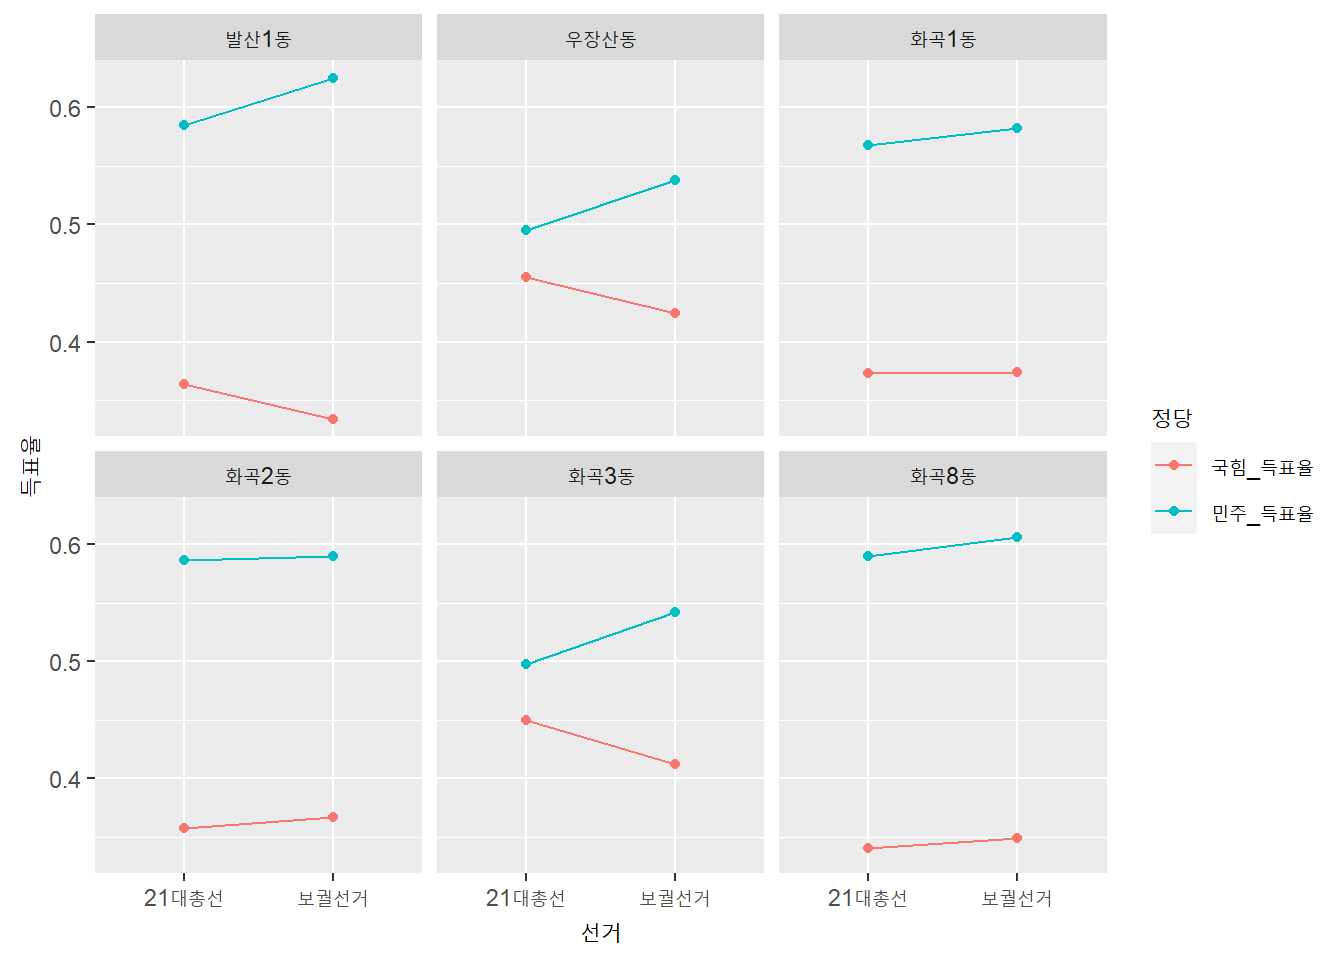 발산1동
우장산동
화곡1동
0.6
0.5
0.4
화곡2동
화곡3동
화곡8동
0.6
0.5
0.4
21대총선
보궐선거
21대총선
보궐선거
21대총선
보궐선거
선거
득표율
정당
국힘_득표율
민주_득표율